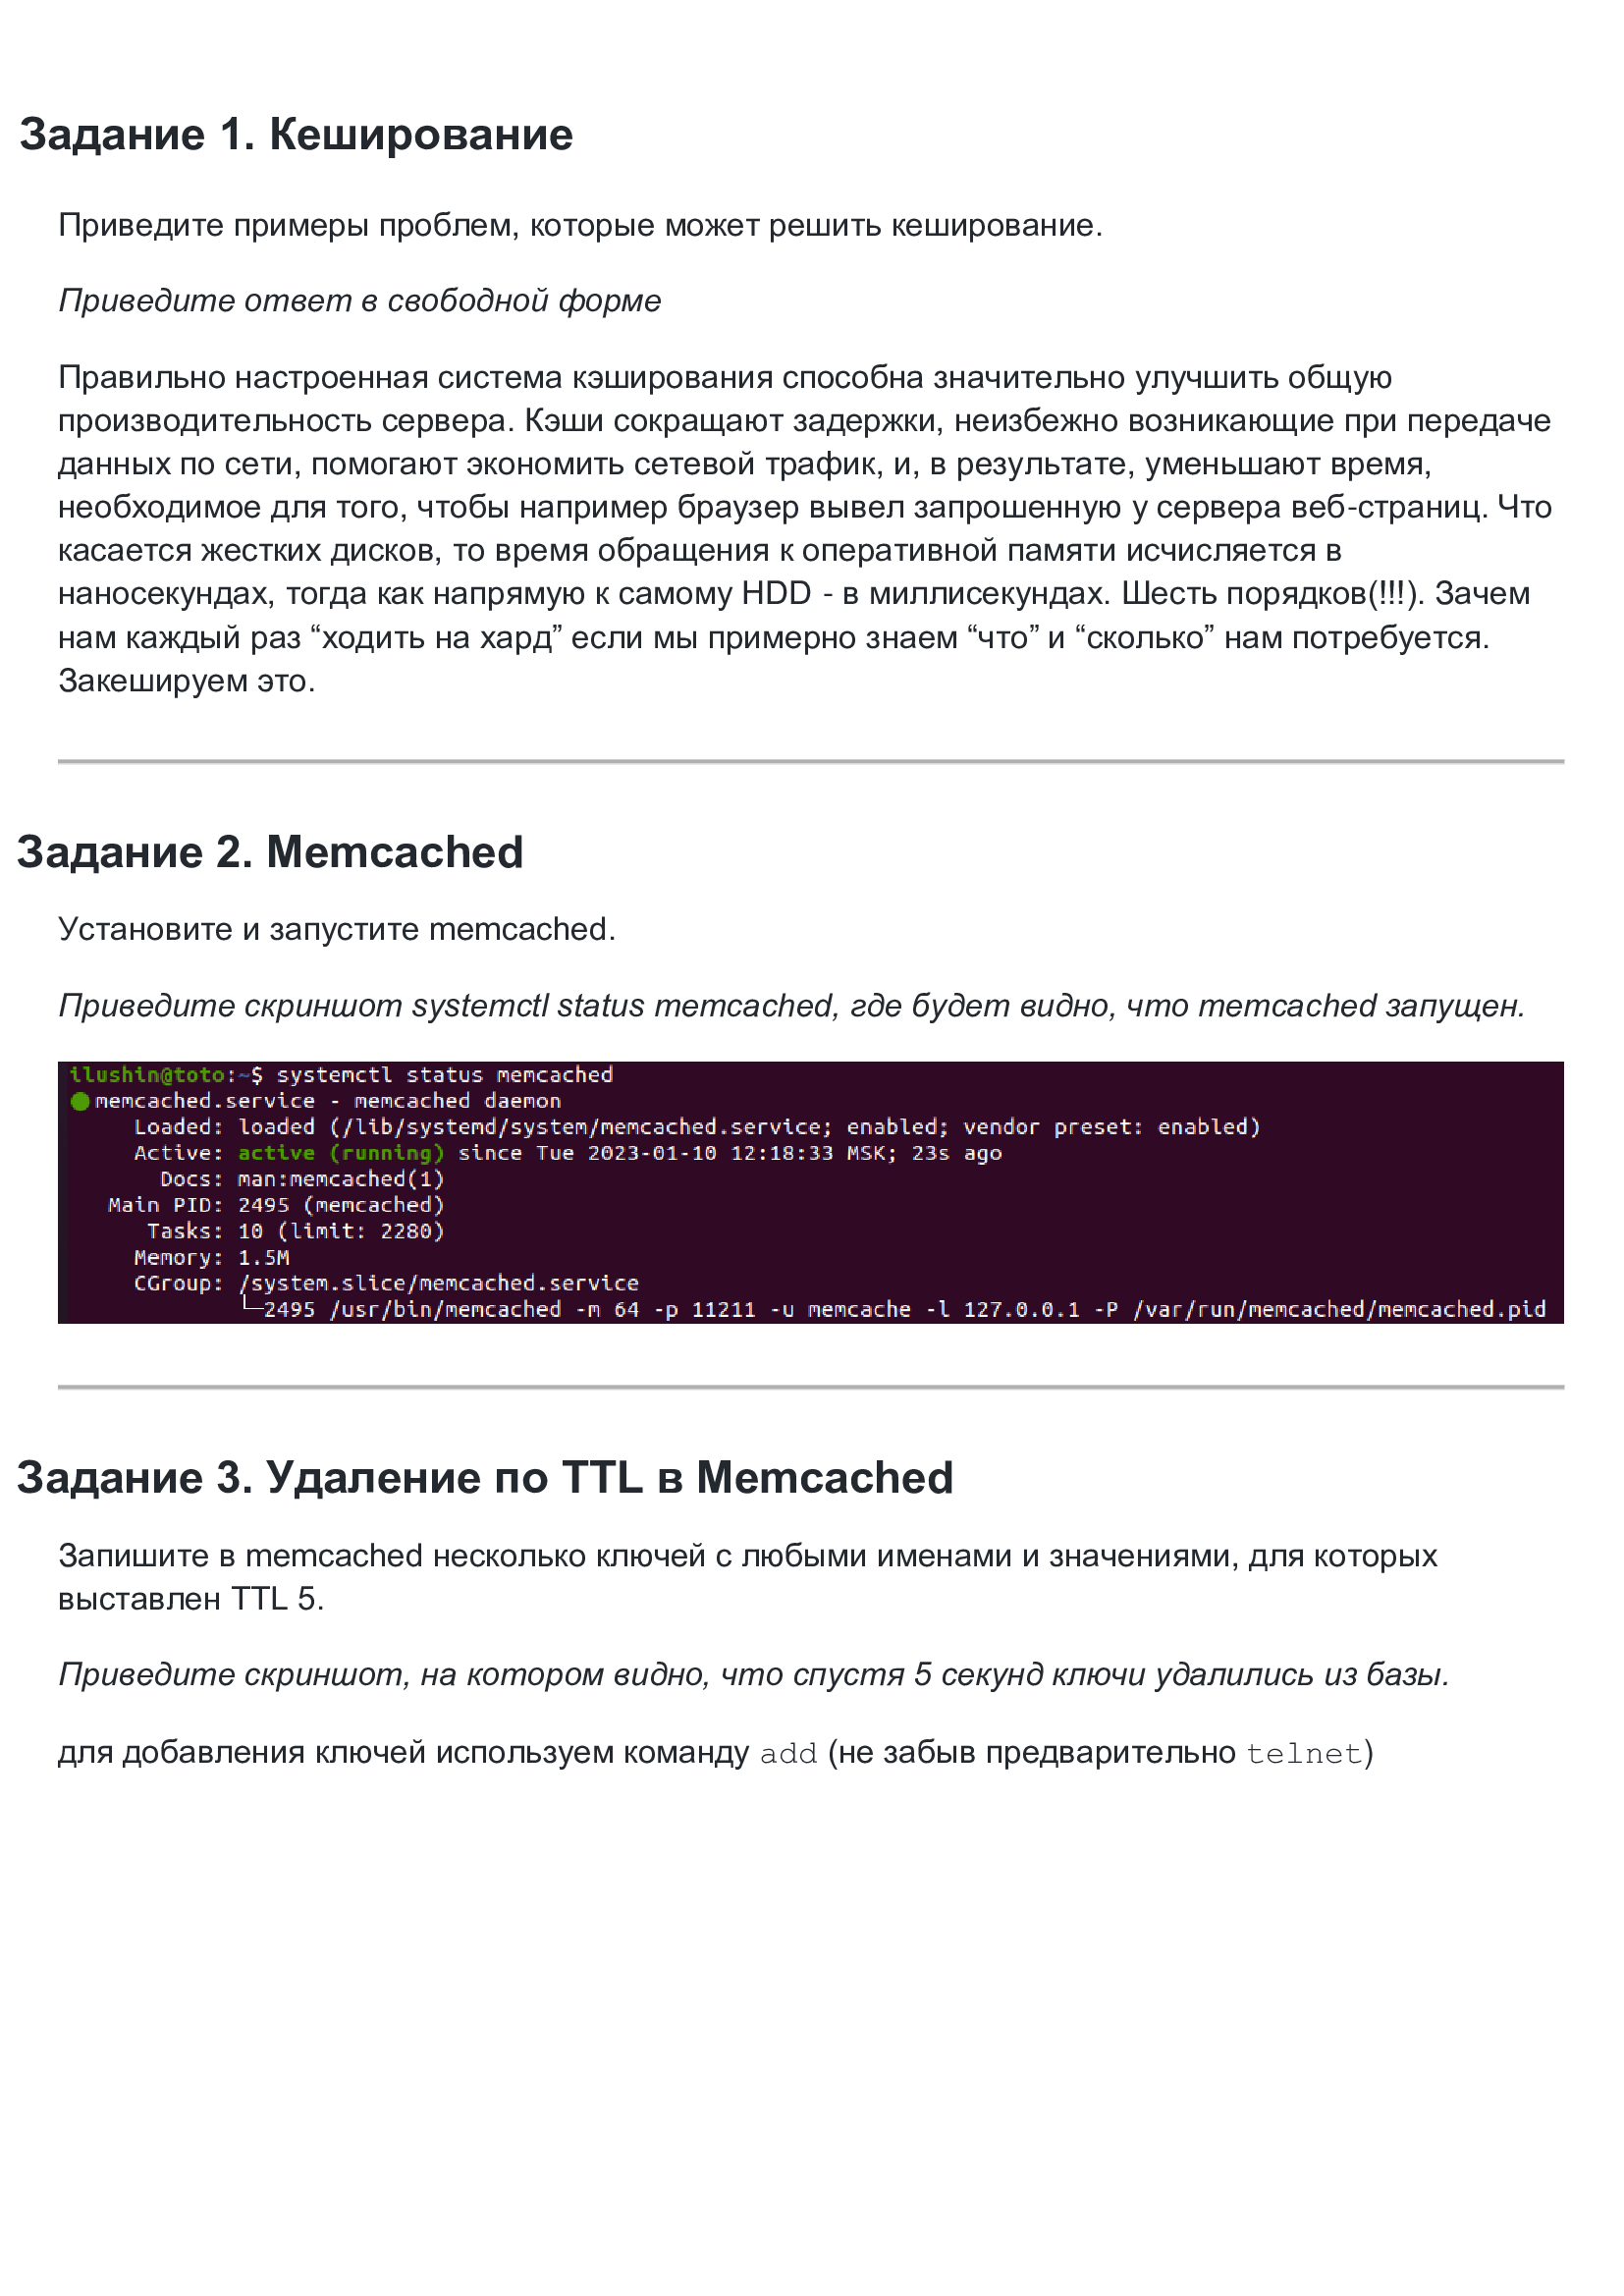 Задание 1. Кеширование
Приведите примеры проблем, которые может решить кеширование.
Приведите ответ в свободной форме
Правильно настроенная система кэширования способна значительно улучшить общую
производительность сервера. Кэши сокращают задержки, неизбежно возникающие при передаче
данных по сети, помогают экономить сетевой трафик, и, в результате, уменьшают время,
необходимое для того, чтобы например браузер вывел запрошенную у сервера веб-страниц. Что
касается жестких дисков, то время обращения к оперативной памяти исчисляется в
наносекундах, тогда как напрямую к самому HDD - в миллисекундах. Шесть порядков(!!!). Зачем
нам каждый раз “ходить на хард” если мы примерно знаем “что” и “сколько” нам потребуется.
Закешируем это.
Задание 2. Memcached
Установите и запустите memcached.
Приведите скриншот systemctl status memcached, где будет видно, что memcached запущен.
ilushin@toto:~$ systemctl status memcached
● memcached.service - memcached daemon
Loaded: loaded (/lib/systemd/system/memcached.service; enabled; vendor preset: enabled)
Active: active (running) since Tue 2023-01-10 12:18:33 MSK; 23s ago
Docs: man:memcached(1)
Main PID: 2495 (memcached)
Tasks: 10 (limit: 2280)
Memory: 1.5M
CGroup: /system.slice/memcached.service
└─2495 /usr/bin/memcached -m 64 -p 11211 -u memcache -l 127.0.0.1 -P /var/run/memcached/memcached.pid
Задание 3. Удаление по TTL в Memcached
Запишите в memcached несколько ключей с любыми именами и значениями, для которых
выставлен TTL 5.
Приведите скриншот, на котором видно, что спустя 5 секунд ключи удалились из базы.
для добавления ключей используем команду add (не забыв предварительно telnet)